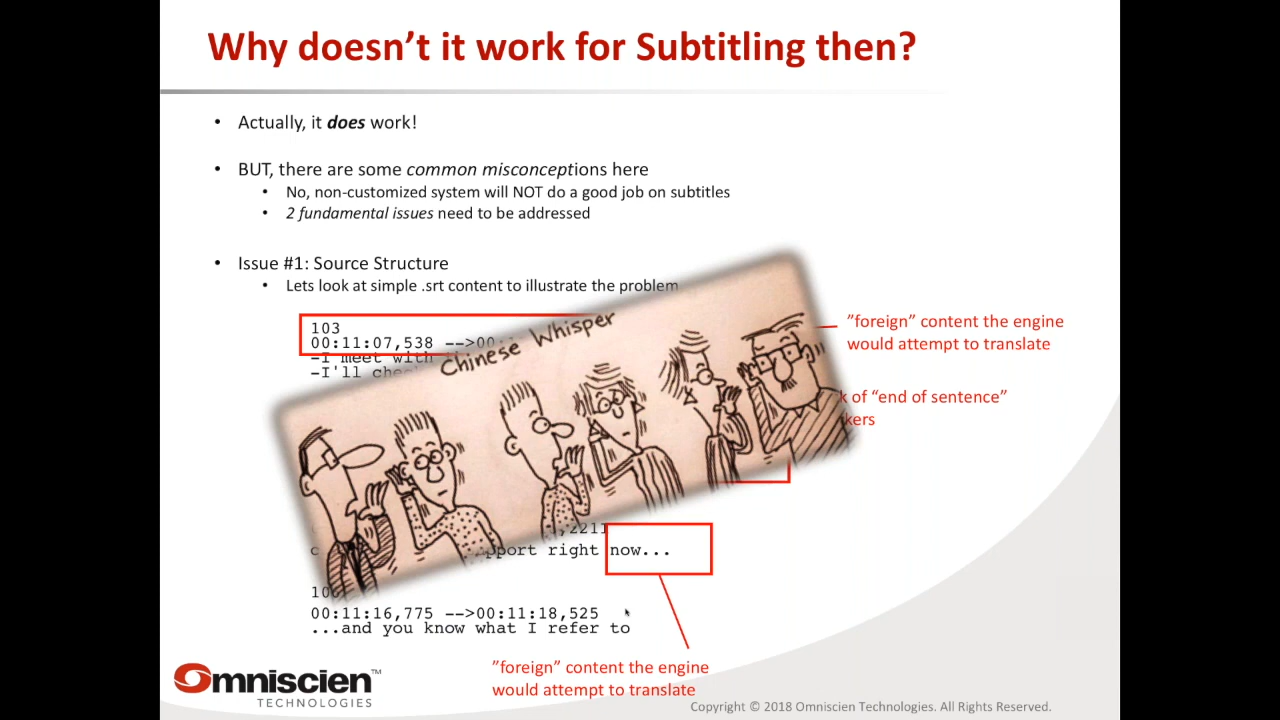 Why doesn’t it work for Subtitling then?
• Actually, it does work!
• BUT, there are some common misconceptions here
• No, non-customized system will NOT do a good job on subtitles
• 2 fundamental issues need to be addressed
• Issue #1: Source Structure
• Lets look at simple .srt content to illustrate the problem
103
00:11:07,538 -->00:
-I meet with
-I'll
Chinese Whisper
”foreign” content the engine
would attempt to translate
of “end of sentence”
,2211
right now...
00:11:16,775 -->00:11:18,525
...and you know what I refer to
”foreign” content the engine
would attempt to translate
Omniscien™
TECHNOLOGIES
Copyright © 2018 Omniscien Technologies. All Rights Reserved.